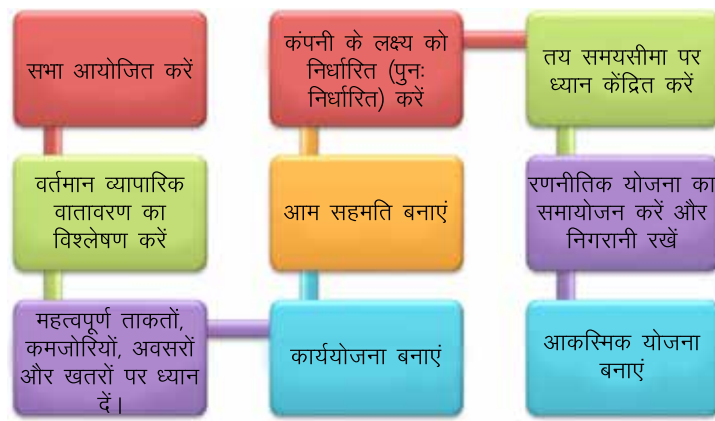 सभा आयोजित करें
वर्तमान व्यापारिक
वातावरण का
विश्लेषण करें
महत्वपूर्ण ताकतों,
कमजोरियों, अवसरों
और खतरों पर ध्यान
दें।
कार्ययोजना बनाएं
आम सहमति बनाएं
कंपनी के लक्ष्य को
निर्धारित (पुनः
निर्धारित) करें
तय समयसीमा पर
ध्यान केंद्रित करें
रणनीतिक योजना का
समायोजन करें और
निगरानी रखें
आकस्मिक योजना
बनाएं